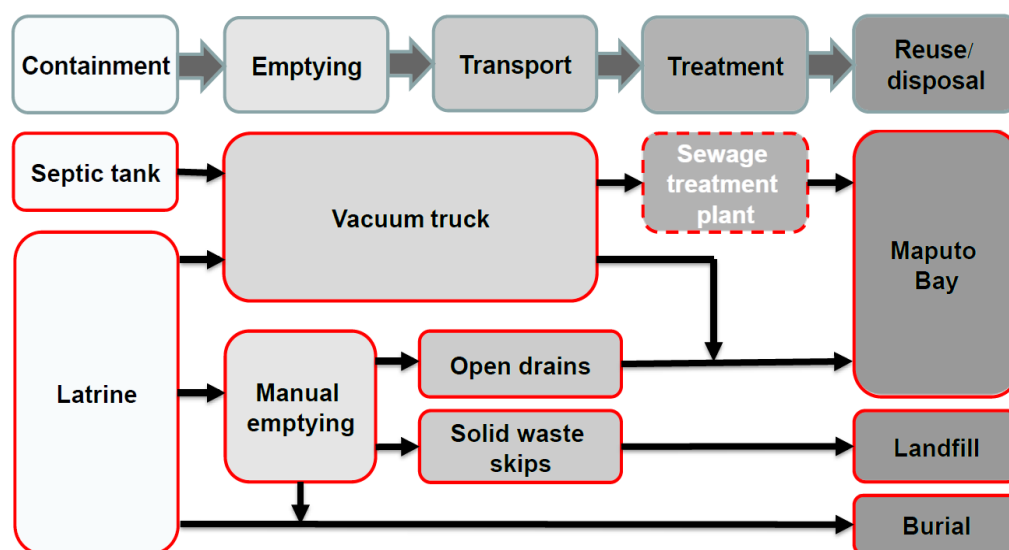 Containment
Emptying
Transport
Treatment
Reuse/
disposal
Septic tank
Vacuum truck
Sewage
treatment
plant
Maputo
Bay
Latrine
Manual
emptying
Open drains
Solid waste
skips
Landfill
Burial